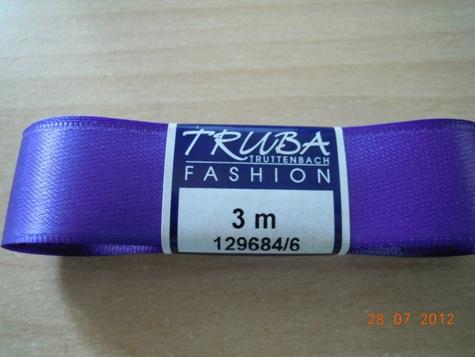 TRUBA
TRUTTENBACH
FASHION
3 m
129684/6
28 07 2012